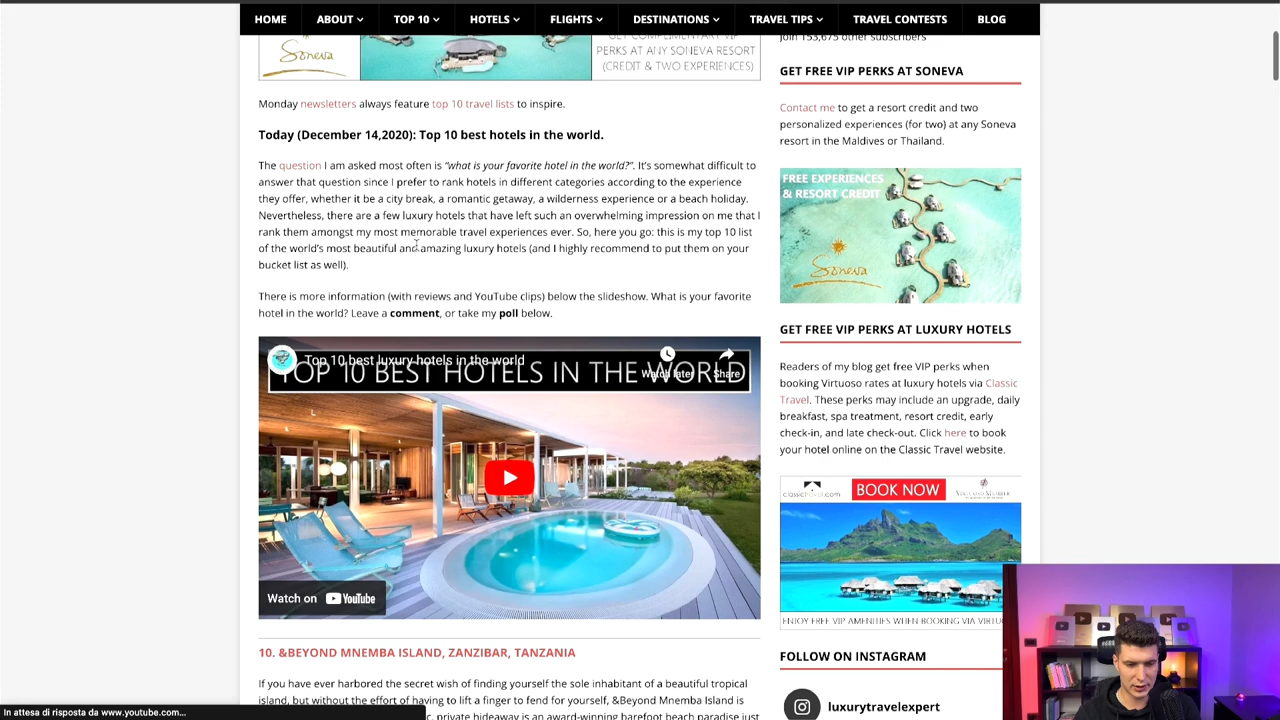 HOME ABOUT TOP 10 HOTELS FLIGHTS DESTINATIONS TRAVEL TIPS TRAVEL CONTESTS BLOG
Soneva
PERKS AT ANY SONEVA RESORT
(CREDIT & TWO EXPERIENCES)
Monday newsletters always feature top 10 travel lists to inspire.
Today (December 14,2020): Top 10 best hotels in the world.
The question I am asked most often is “what is your favorite hotel in the world?”. It’s somewhat difficult to
answer that question since I prefer to rank hotels in different categories according to the experience
they offer, whether it be a city break, a romantic getaway, a wilderness experience or a beach holiday.
Nevertheless, there are a few luxury hotels that have left such an overwhelming impression on me that I
rank them amongst my most memorable travel experiences ever. So, here you go: this is my top 10 list
of the world’s most beautiful and amazing luxury hotels (and I highly recommend to put them on your
bucket list as well).
There is more information (with reviews and YouTube clips) below the slideshow. What is your favorite
hotel in the world? Leave a comment, or take my poll below.
Top 10 best luxury hotels in the world
TOP 10 BEST HOTELS IN THE WORLD
Watch later Share
Watch on YouTube
10. &BEYOND MNEMBA ISLAND, ZANZIBAR, TANZANIA
If you have ever harbored the secret wish of finding yourself the sole inhabitant of a beautiful tropical
island, but without the effort of having to lift a finger to fend for yourself, &Beyond Mnemba Island is
private hideaway is an award-winning barefoot beach paradise just
In attesa di risposta da www.youtube.com...
Join 153,675 other subscribers
GET FREE VIP PERKS AT SONEVA
Contact me to get a resort credit and two
personalized experiences (for two) at any Soneva
resort in the Maldives or Thailand.
FREE EXPERIENCES
& RESORT CREDIT
Soneva
GET FREE VIP PERKS AT LUXURY HOTELS
Readers of my blog get free VIP perks when
booking Virtuoso rates at luxury hotels via Classic
Travel. These perks may include an upgrade, daily
breakfast, spa treatment, resort credit, early
check-in, and late check-out. Click here to book
your hotel online on the Classic Travel website.
classictravel.com BOOK NOW VIRTUOSO MEMBER
ENJOY FREE VIP AMENITIES WHEN BOOKING VIA
FOLLOW ON INSTAGRAM
luxurytravelexpert